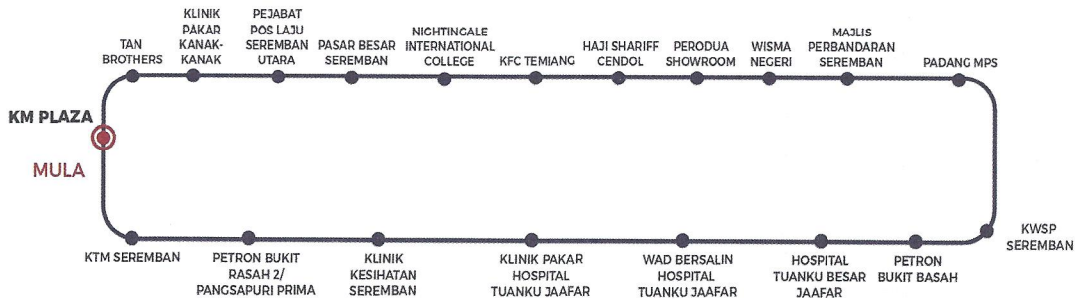 TAN
BROTHERS
KLINIK
PAKAR
KANAK-
KANAK
PEJABAT
POS LAJU
SEREMBAN
UTARA
PASAR BESAR
SEREMBAN
NIGHTINGALE
INTERNATIONAL
COLLEGE
KFC TEMIANG
HAJI SHARIFF
CENDOL
PERODUA
SHOWROOM
WISMA
NEGERI
MAJLIS
PERBANDARAN
SEREMBAN
PADANG MPS
KM PLAZA
MULA
KWSP
SEREMBAN
KTM SEREMBAN
PETRON BUKIT
RASAH 2/
PANGSAPURI PRIMA
KLINIK
KESIHATAN
SEREMBAN
KLINIK PAKAR
HOSPITAL
TUANKU JAAFAR
WAD BERSALIN
HOSPITAL
TUANKU JAAFAR
HOSPITAL
TUANKU BESAR
JAAFAR
PETRON
BUKIT BASAH